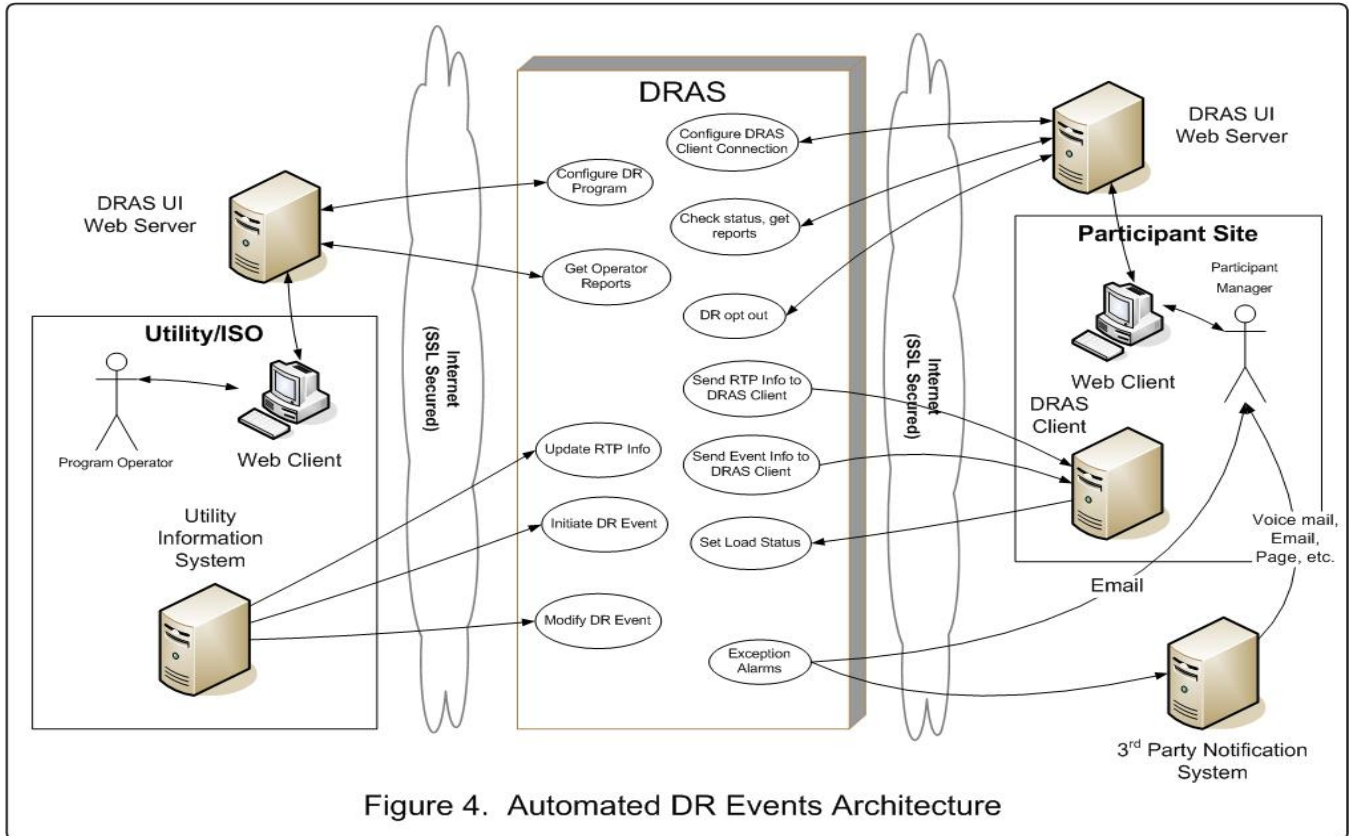 DRAS
DRAS UI
Web Server
Utility/ISO
Program Operator
Web Client
Utility
Information
System
Internet
(SSL Secured)
Configure DR
Program
Get Operator
Reports
Update RTP Info
Initiate DR Event
Modify DR Event
Configure DRAS
Client Connection
Check status, get
reports
DR opt out
Send RTP Info to
DRAS Client
Send Event Info to
DRAS Client
Set Load Status
Exception
Alarms
Internet
(SSL Secured)
DRAS UI
Web Server
Participant Site
Participant
Manager
Web Client
DRAS
Client
Voice mail,
Email,
Page, etc.
Email
3rd Party Notification
System
Figure 4. Automated DR Events Architecture